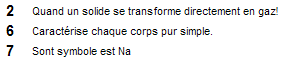 2 Quand un solide se transforme directement en gaz!
6 Caractérise chaque corps pur simple.
7 Sont symbole est Na